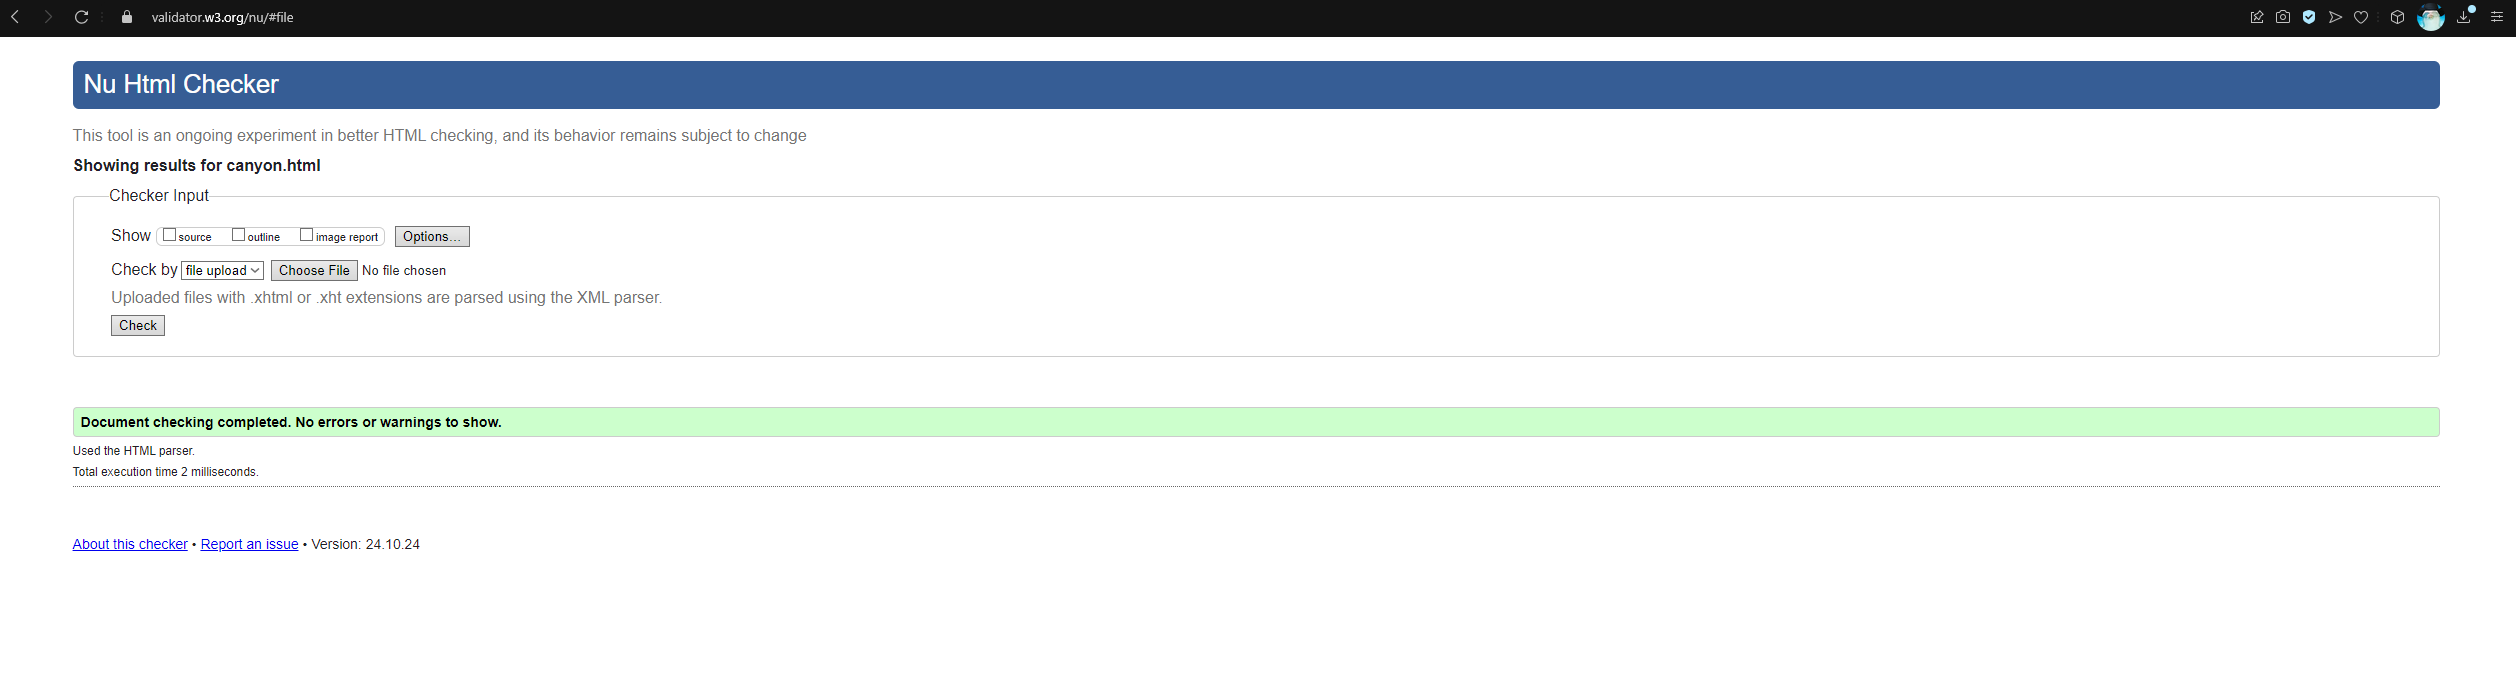 validator.w3.org/nu/#file
Nu Html Checker
This tool is an ongoing experiment in better HTML checking, and its behavior remains subject to change
Showing results for canyon.html
Checker Input
Show source outline image report Options...
Check by file upload Choose File No file chosen
Uploaded files with .xhtml or .xht extensions are parsed using the XML parser.
Check
Document checking completed. No errors or warnings to show.
Used the HTML parser.
Total execution time 2 milliseconds.
About this checker • Report an issue • Version: 24.10.24